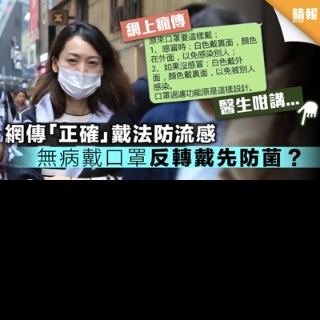 晴報
網上瘋傳
原來口罩要這樣戴；
1、感冒時：白色戴裏面，顏色
在外面，以免感染別人；
2、如果沒感冒：白色戴外
面，顏色戴裏面，以免被別人
感染。
口罩過濾功能原是這樣設計。
醫生咁講...
網傳「正確」戴法防流感
無病戴口罩反轉戴先防菌？